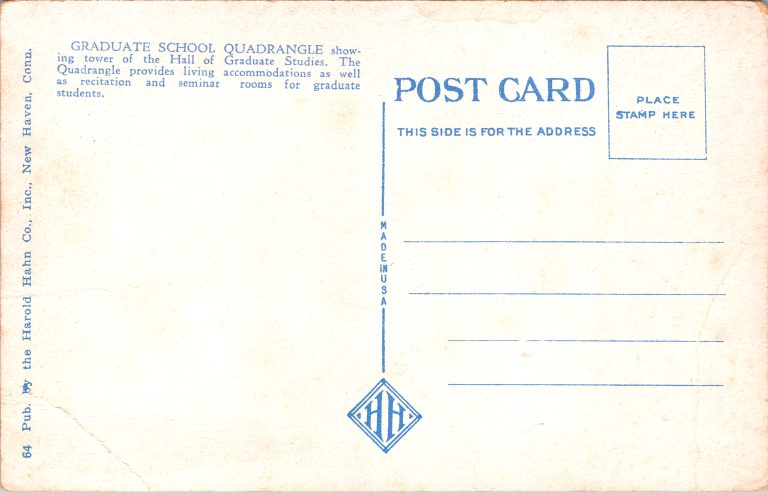 GRADUATE SCHOOL QUADRANGLE show-
ing tower of the Hall of Graduate Studies. The
Quadrangle provides living accommodations as well
as recitation and seminar rooms for graduate
students.
64 Pub. by the Harold Hahn Co., Inc., New Haven, Conn.
POST CARD
THIS SIDE IS FOR THE ADDRESS
PLACE
STAMP HERE
MADE IN USA
HH